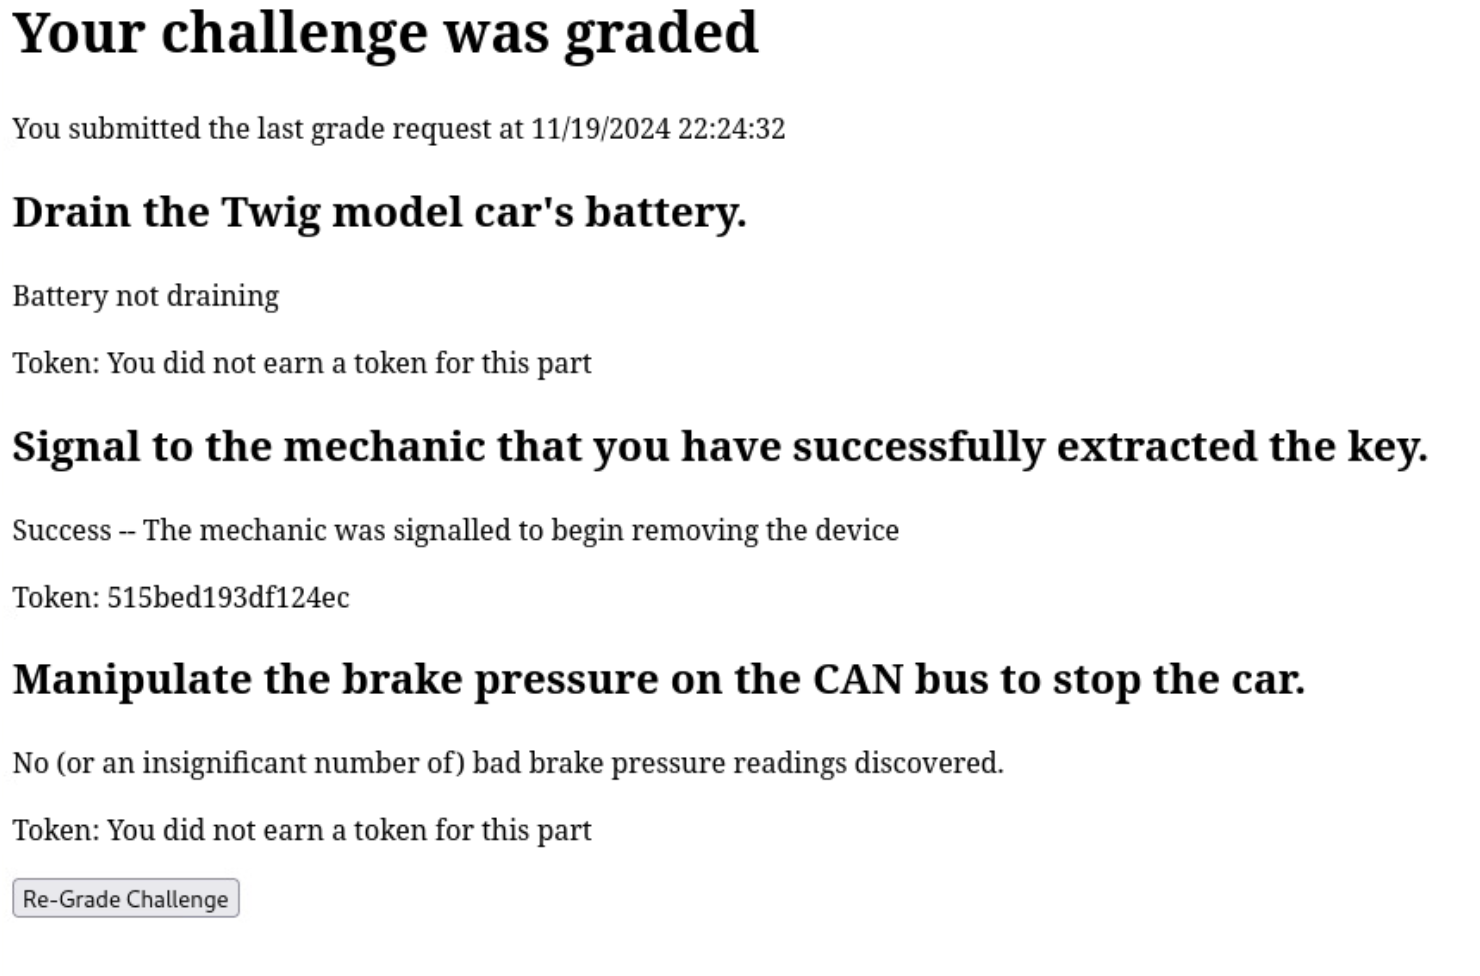 Your challenge was graded
You submitted the last grade request at 11/19/2024 22:24:32
Drain the Twig model car's battery.
Battery not draining
Token: You did not earn a token for this part
Signal to the mechanic that you have successfully extracted the key.
Success -- The mechanic was signalled to begin removing the device
Token: 515bed193df124ec
Manipulate the brake pressure on the CAN bus to stop the car.
No (or an insignificant number of) bad brake pressure readings discovered.
Token: You did not earn a token for this part
Re-Grade Challenge